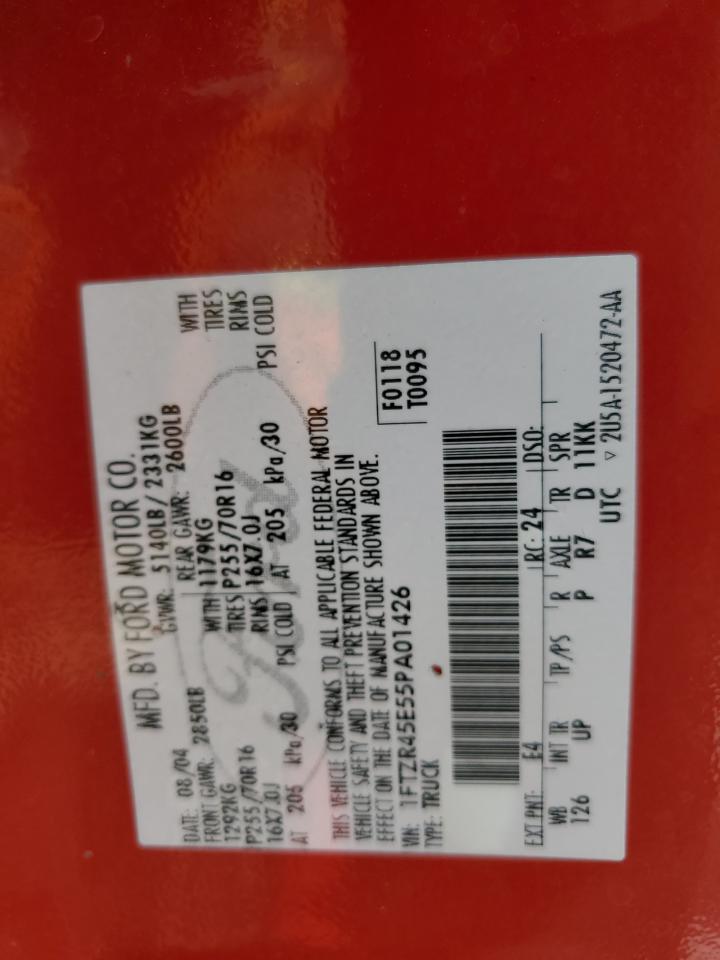 MFD. BY FORD MOTOR CO.
DATE: 08/04 GVWR: 5140LB/ 2331KG
FRONT GAWR: 2850LB REAR GAWR: 2600LB
1292KG WITH 1179KG WITH
P255/70R16 TIRES P255/70R16 TIRES
16X7.0J RIMS 16X7.0J RIMS
AT 205 kPa/30 PSI COLD AT 205 kPa/30 PSI COLD
THIS VEHICLE CONFORMS TO ALL APPLICABLE FEDERAL MOTOR
VEHICLE SAFETY AND THEFT PREVENTION STANDARDS IN
EFFECT ON THE DATE OF MANUFACTURE SHOWN ABOVE.
VIN: 1FTZR45E55PA01426 F0118
TYPE: TRUCK T0095
EXT PNT: E4 RC: 24 DSO:
WB INT TR TP/PS R AXLE TR SPR
126 UP P R7 D 11KK
UTC ▽ 2U5A-1520472-AA
Ford